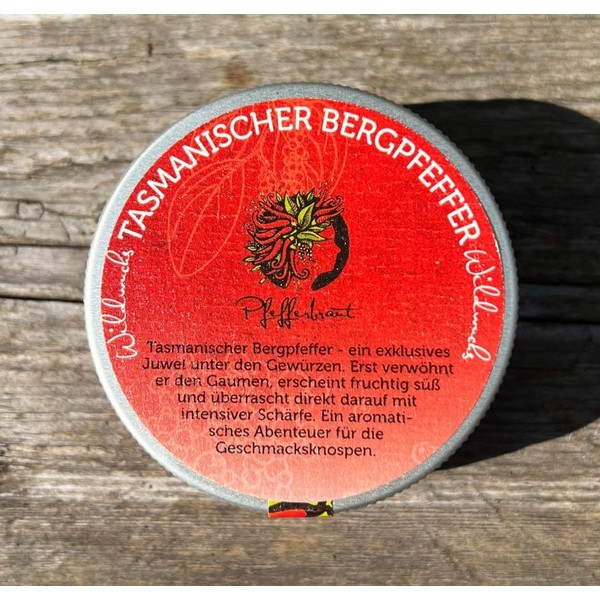 Wildwuchs TASMANISCHER BERGPFEFFER Wildwuchs
Pfefferbraut
Tasmanischer Bergpfeffer - ein exklusives
Juwel unter den Gewürzen. Erst verwöhnt
er den Gaumen, erscheint fruchtig süß
und überrascht direkt darauf mit
intensiver Schärfe. Ein aromati-
sches Abenteuer für die
Geschmacksknospen.